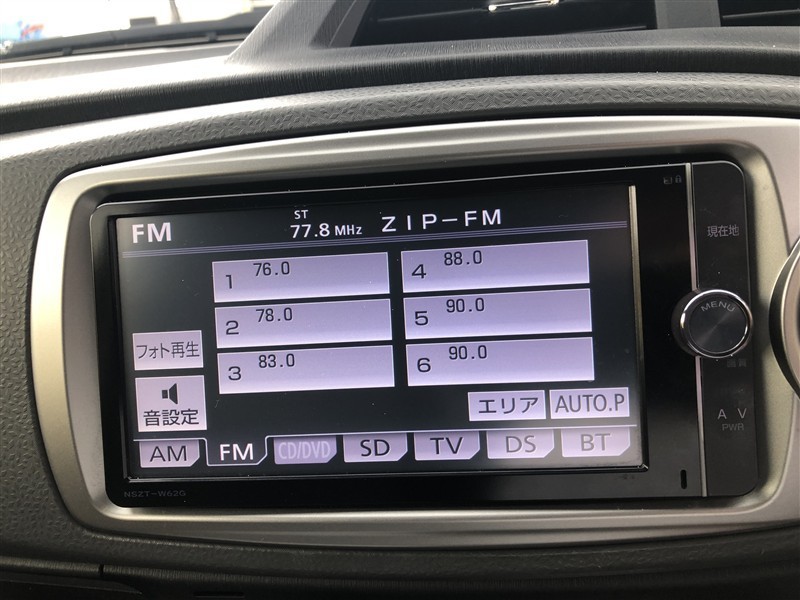 FM
ST
77.8 MHz ZIP-FM
1 76.0
2 78.0
3 83.0
4 88.0
5 90.0
6 90.0
フォト再生
音設定
エリア AUTO.P
AM FM CD/DVD SD TV DS BT
NSZT-W62G
現在地
MENU
画質
A V
PWR